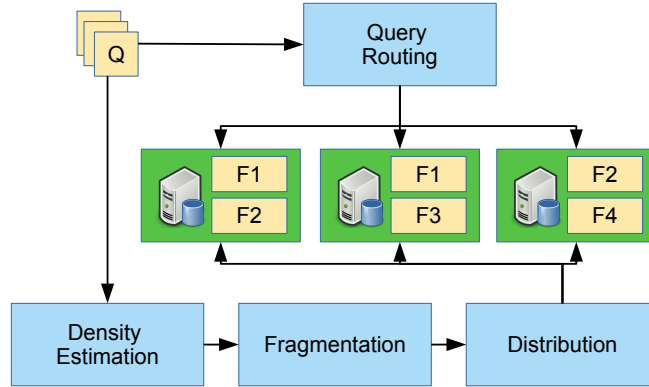 Q
Query
Routing
F1
F2
F1
F3
F2
F4
Density
Estimation
Fragmentation
Distribution